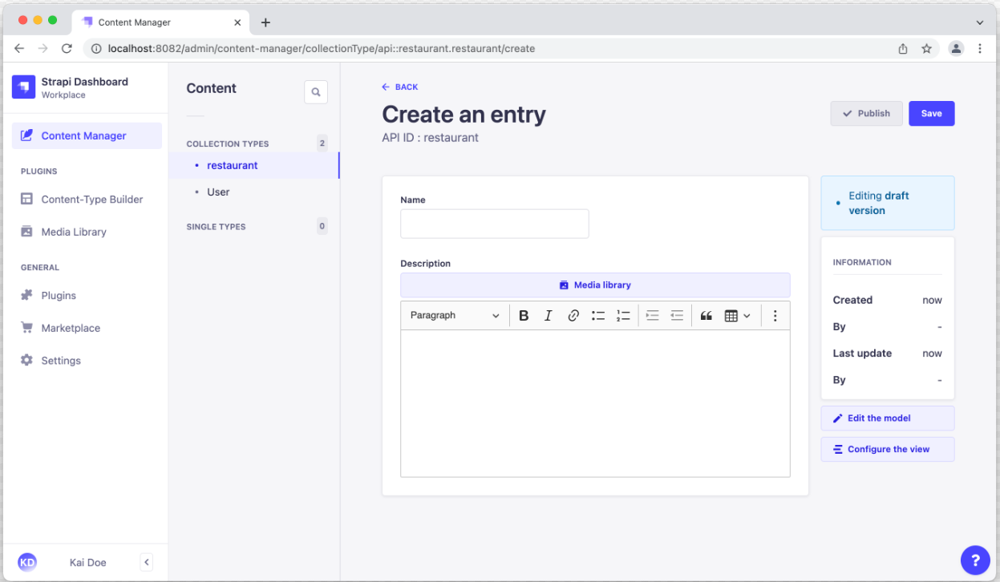 Content Manager
localhost:8082/admin/content-manager/collectionType/api::restaurant.restaurant/create
Strapi Dashboard
Workplace
Content Manager
PLUGINS
Content-Type Builder
Media Library
GENERAL
Plugins
Marketplace
Settings
KD Kai Doe
Content
COLLECTION TYPES 2
restaurant
User
SINGLE TYPES 0
BACK
Create an entry
API ID : restaurant
Publish
Save
Name
Description
Media library
Paragraph
Editing draft
version
INFORMATION
Created now
By -
Last update now
By -
Edit the model
Configure the view
?